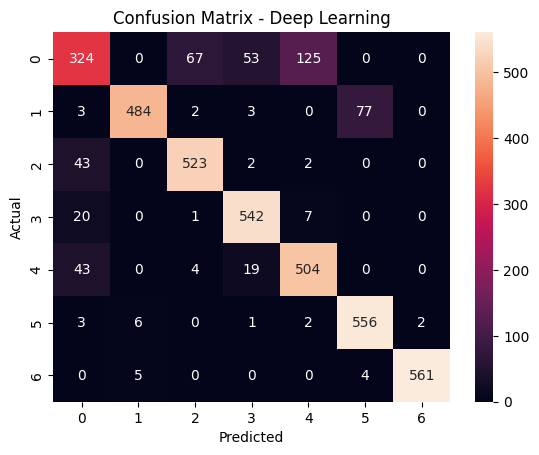 Confusion Matrix - Deep Learning
0 324 0 67 53 125 0 0
1 3 484 2 3 0 77 0
2 43 0 523 2 2 0 0
3 20 0 1 542 7 0 0
4 43 0 4 19 504 0 0
5 3 6 0 1 2 556 2
6 0 5 0 0 0 4 561
0 1 2 3 4 5 6
Predicted
Actual
500
400
300
200
100
0